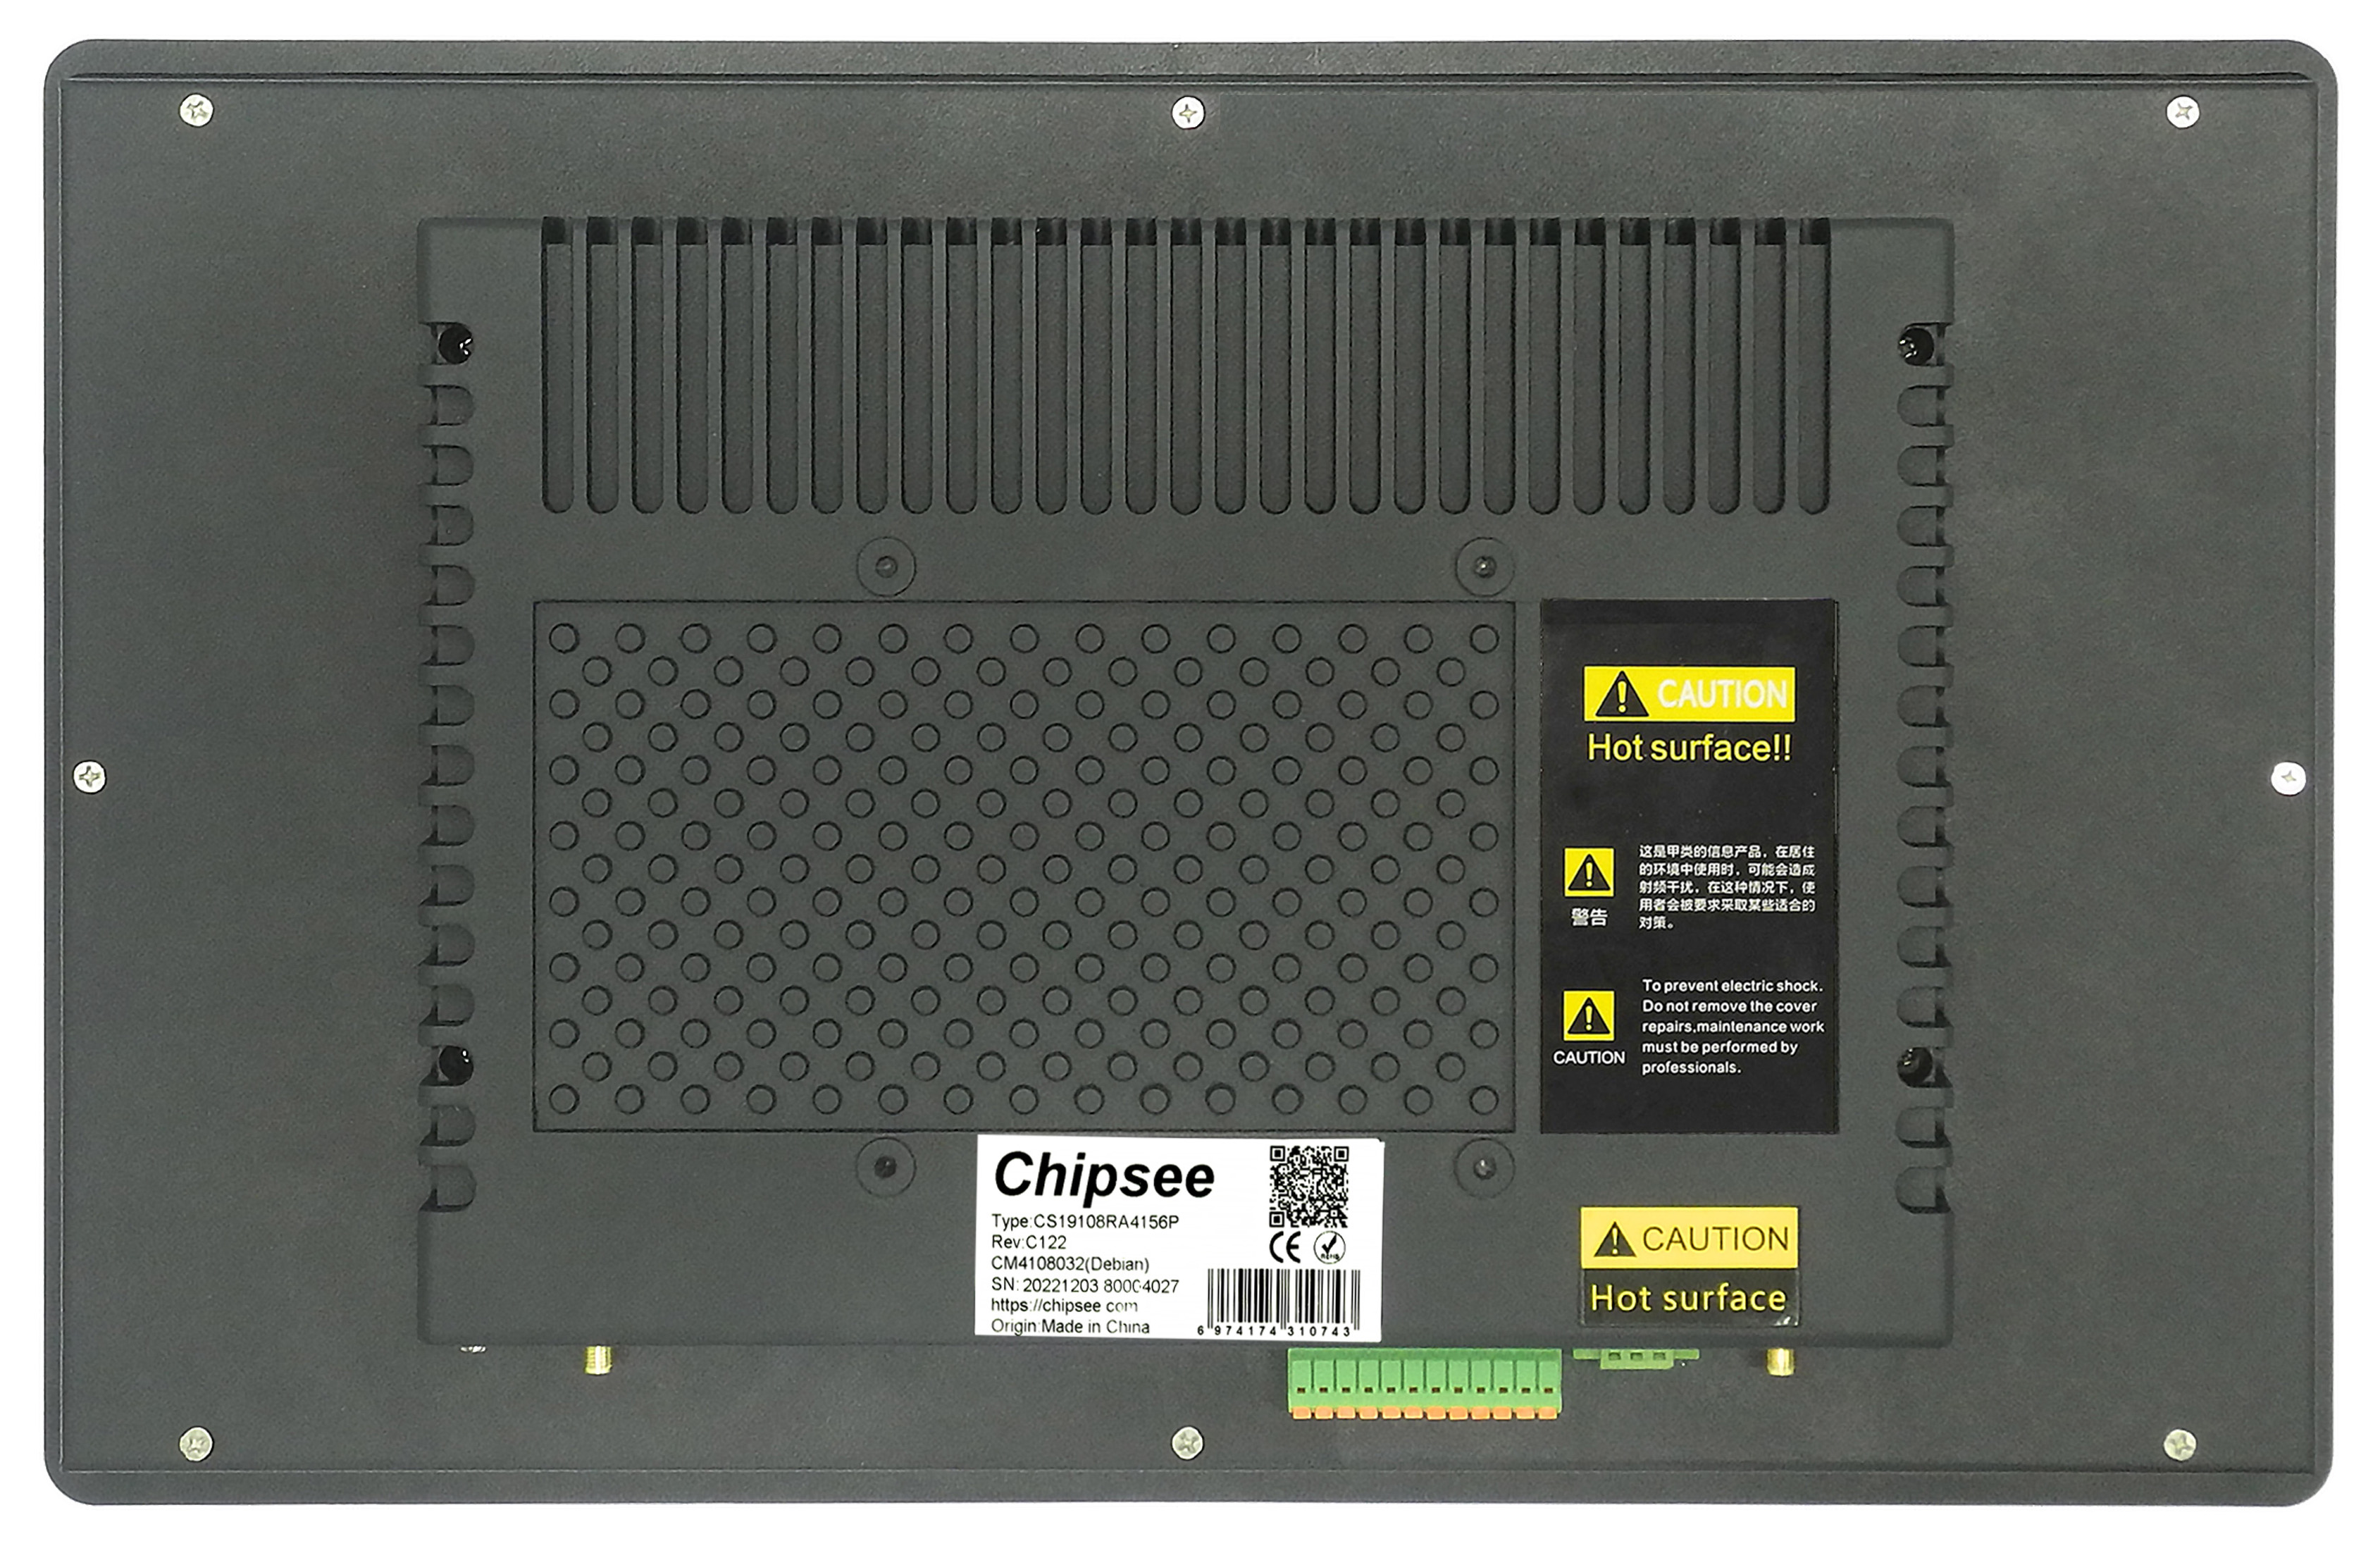 CAUTION
Hot surface!!
这是甲类的信息产品，在居住
的环境中使用时，可能会造成
射频干扰，在这种情况下，使
用者会被要求采取某些适合的
对策。
警告
To prevent electric shock.
Do not remove the cover
repairs,maintenance work
must be performed by
professionals.
CAUTION
Chipsee
Type:CS19108RA4156P
Rev:C122
CM4108032(Debian)
SN: 20221203 80004027
https://chipsee com
Origin:Made in China
CE
RoHS
6 974174 310743
CAUTION
Hot surface